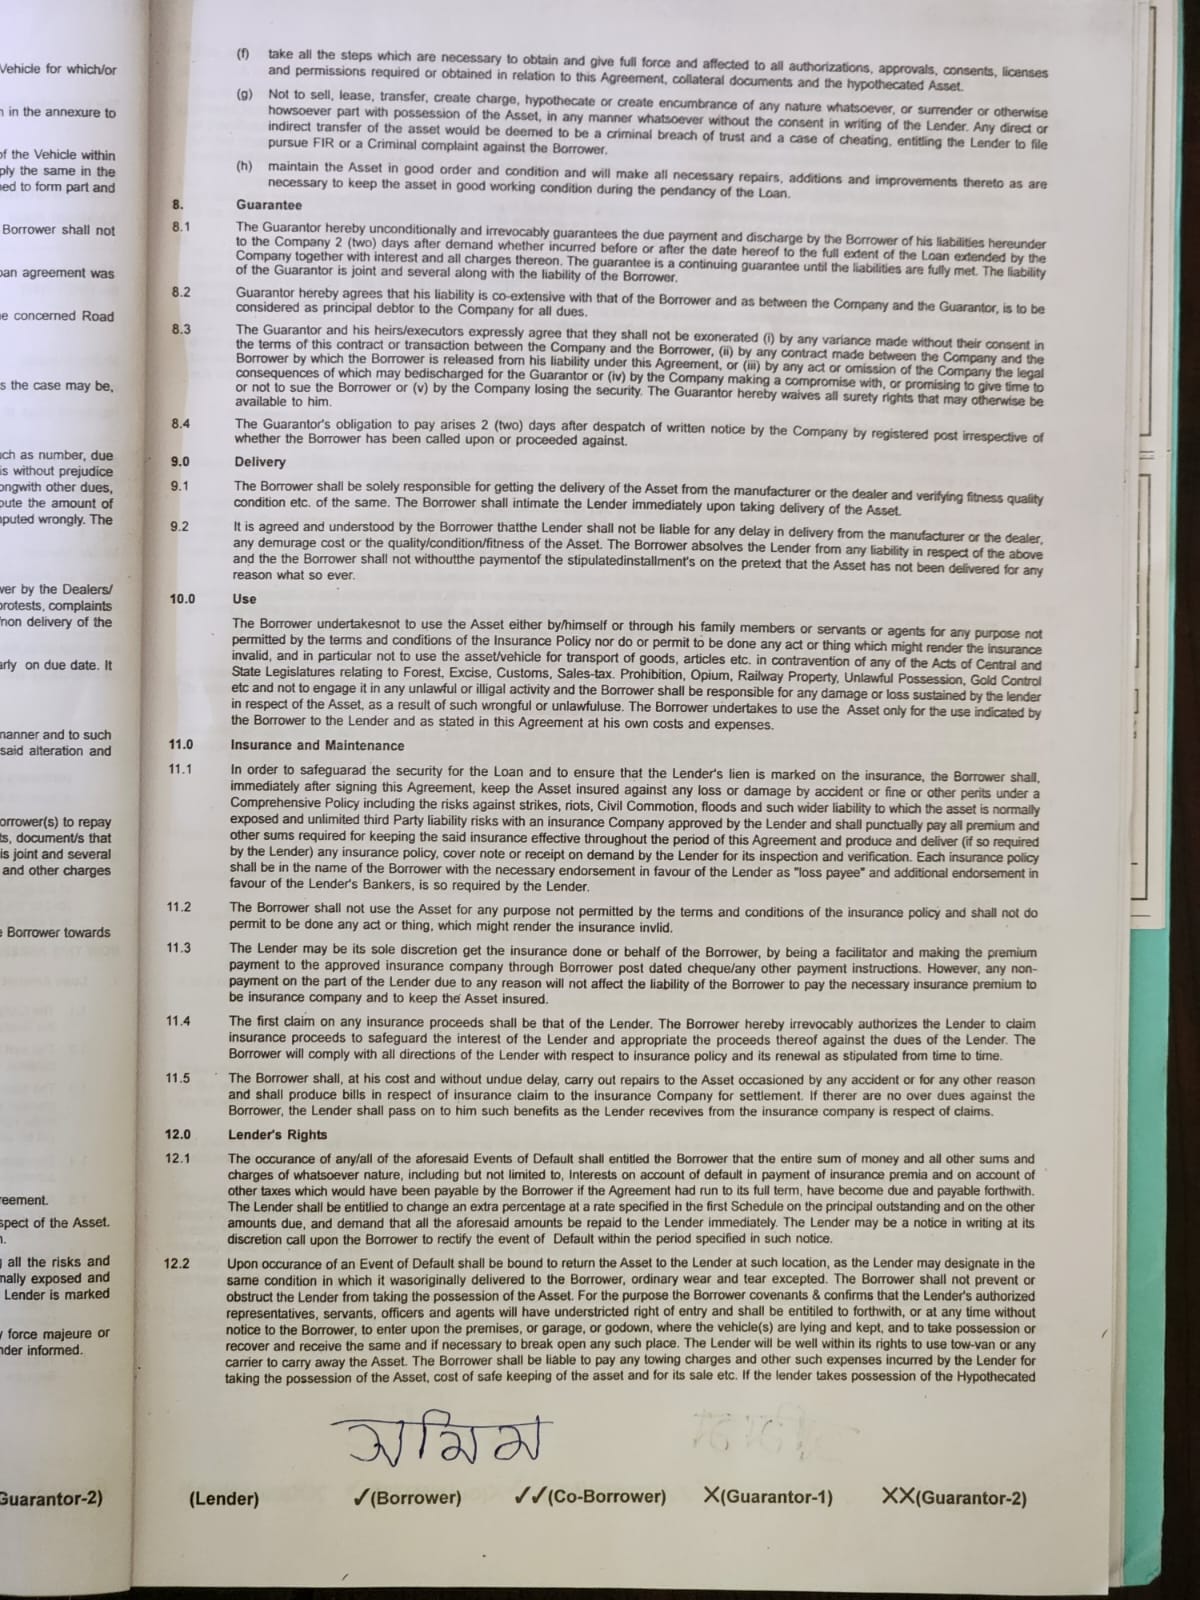 Vehicle for which/or
in the annexure to
of the Vehicle within
ply the same in the
ned to form part and
Borrower shall not
oan agreement was
e concerned Road
s the case may be,
uch as number, due
is without prejudice
ongwith other dues,
pute the amount of
nputed wrongly. The
ver by the Dealers/
protests, complaints
non delivery of the
arly on due date. It
manner and to such
said alteration and
orrower(s) to repay
ts, document/s that
is joint and several
and other charges
Borrower towards
reement.
spect of the Asset.
all the risks and
nally exposed and
Lender is marked
force majeure or
nder informed.
Guarantor-2)
(f) take all the steps which are necessary to obtain and give full force and affected to all authorizations, approvals, consents, licenses
and permissions required or obtained in relation to this Agreement, collateral documents and the hypothecated Asset.
(g) Not to sell, lease, transfer, create charge, hypothecate or create encumbrance of any nature whatsoever, or surrender or otherwise
howsoever part with possession of the Asset, in any manner whatsoever without the consent in writing of the Lender. Any direct or
indirect transfer of the asset would be deemed to be a criminal breach of trust and a case of cheating, entitling the Lender to file
pursue FIR or a Criminal complaint against the Borrower.
(h) maintain the Asset in good order and condition and will make all necessary repairs, additions and improvements thereto as are
necessary to keep the asset in good working condition during the pendancy of the Loan.
8. Guarantee
8.1 The Guarantor hereby unconditionally and irrevocably guarantees the due payment and discharge by the Borrower of his liabilities hereunder
to the Company 2 (two) days after demand whether incurred before or after the date hereof to the full extent of the Loan extended by the
Company together with interest and all charges thereon. The guarantee is a continuing guarantee until the liabilities are fully met. The liability
of the Guarantor is joint and several along with the liability of the Borrower.
8.2 Guarantor hereby agrees that his liability is co-extensive with that of the Borrower and as between the Company and the Guarantor, is to be
considered as principal debtor to the Company for all dues.
8.3 The Guarantor and his heirs/executors expressly agree that they shall not be exonerated (i) by any variance made without their consent in
the terms of this contract or transaction between the Company and the Borrower, (ii) by any contract made between the Company and the
Borrower by which the Borrower is released from his liability under this Agreement, or (iii) by any act or omission of the Company the legal
consequences of which may bedischarged for the Guarantor or (iv) by the Company making a compromise with, or promising to give time to
or not to sue the Borrower or (v) by the Company losing the security. The Guarantor hereby waives all surety rights that may otherwise be
available to him.
8.4 The Guarantor's obligation to pay arises 2 (two) days after despatch of written notice by the Company by registered post irrespective of
whether the Borrower has been called upon or proceeded against.
9.0 Delivery
9.1 The Borrower shall be solely responsible for getting the delivery of the Asset from the manufacturer or the dealer and verifying fitness quality
condition etc. of the same. The Borrower shall intimate the Lender immediately upon taking delivery of the Asset.
9.2 It is agreed and understood by the Borrower thatthe Lender shall not be liable for any delay in delivery from the manufacturer or the dealer,
any demurage cost or the quality/condition/fitness of the Asset. The Borrower absolves the Lender from any liability in respect of the above
and the the Borrower shall not withoutthe paymentof the stipulatedinstallment's on the pretext that the Asset has not been delivered for any
reason what so ever.
10.0 Use
The Borrower undertakesnot to use the Asset either by/himself or through his family members or servants or agents for any purpose not
permitted by the terms and conditions of the Insurance Policy nor do or permit to be done any act or thing which might render the insurance
invalid, and in particular not to use the asset/vehicle for transport of goods, articles etc. in contravention of any of the Acts of Central and
State Legislatures relating to Forest, Excise, Customs, Sales-tax. Prohibition, Opium, Railway Property, Unlawful Possession, Gold Control
etc and not to engage it in any unlawful or illigal activity and the Borrower shall be responsible for any damage or loss sustained by the lender
in respect of the Asset, as a result of such wrongful or unlawfuluse. The Borrower undertakes to use the Asset only for the use indicated by
the Borrower to the Lender and as stated in this Agreement at his own costs and expenses.
11.0 Insurance and Maintenance
11.1 In order to safeguarad the security for the Loan and to ensure that the Lender's lien is marked on the insurance, the Borrower shall,
immediately after signing this Agreement, keep the Asset insured against any loss or damage by accident or fine or other perits under a
Comprehensive Policy including the risks against strikes, riots, Civil Commotion, floods and such wider liability to which the asset is normally
exposed and unlimited third Party liability risks with an insurance Company approved by the Lender and shall punctually pay all premium and
other sums required for keeping the said insurance effective throughout the period of this Agreement and produce and deliver (if so required
by the Lender) any insurance policy, cover note or receipt on demand by the Lender for its inspection and verification. Each insurance policy
shall be in the name of the Borrower with the necessary endorsement in favour of the Lender as "loss payee" and additional endorsement in
favour of the Lender's Bankers, is so required by the Lender.
11.2 The Borrower shall not use the Asset for any purpose not permitted by the terms and conditions of the insurance policy and shall not do
permit to be done any act or thing, which might render the insurance invlid.
11.3 The Lender may be its sole discretion get the insurance done or behalf of the Borrower, by being a facilitator and making the premium
payment to the approved insurance company through Borrower post dated cheque/any other payment instructions. However, any non-
payment on the part of the Lender due to any reason will not affect the liability of the Borrower to pay the necessary insurance premium to
be insurance company and to keep the Asset insured.
11.4 The first claim on any insurance proceeds shall be that of the Lender. The Borrower hereby irrevocably authorizes the Lender to claim
insurance proceeds to safeguard the interest of the Lender and appropriate the proceeds thereof against the dues of the Lender. The
Borrower will comply with all directions of the Lender with respect to insurance policy and its renewal as stipulated from time to time.
11.5 The Borrower shall, at his cost and without undue delay, carry out repairs to the Asset occasioned by any accident or for any other reason
and shall produce bills in respect of insurance claim to the insurance Company for settlement. If therer are no over dues against the
Borrower, the Lender shall pass on to him such benefits as the Lender recevives from the insurance company is respect of claims.
12.0 Lender's Rights
12.1 The occurance of any/all of the aforesaid Events of Default shall entitled the Borrower that the entire sum of money and all other sums and
charges of whatsoever nature, including but not limited to, Interests on account of default in payment of insurance premia and on account of
other taxes which would have been payable by the Borrower if the Agreement had run to its full term, have become due and payable forthwith.
The Lender shall be entitlied to change an extra percentage at a rate specified in the first Schedule on the principal outstanding and on the other
amounts due, and demand that all the aforesaid amounts be repaid to the Lender immediately. The Lender may be a notice in writing at its
discretion call upon the Borrower to rectify the event of Default within the period specified in such notice.
12.2 Upon occurance of an Event of Default shall be bound to return the Asset to the Lender at such location, as the Lender may designate in the
same condition in which it wasoriginally delivered to the Borrower, ordinary wear and tear excepted. The Borrower shall not prevent or
obstruct the Lender from taking the possession of the Asset. For the purpose the Borrower covenants & confirms that the Lender's authorized
representatives, servants, officers and agents will have understricted right of entry and shall be entitiled to forthwith, or at any time without
notice to the Borrower, to enter upon the premises, or garage, or godown, where the vehicle(s) are lying and kept, and to take possession or
recover and receive the same and if necessary to break open any such place. The Lender will be well within its rights to use tow-van or any
carrier to carry away the Asset. The Borrower shall be liable to pay any towing charges and other such expenses incurred by the Lender for
taking the possession of the Asset, cost of safe keeping of the asset and for its sale etc. If the lender takes possession of the Hypothecated
(Lender) ✓(Borrower) ✓✓(Co-Borrower) X(Guarantor-1) XX(Guarantor-2)